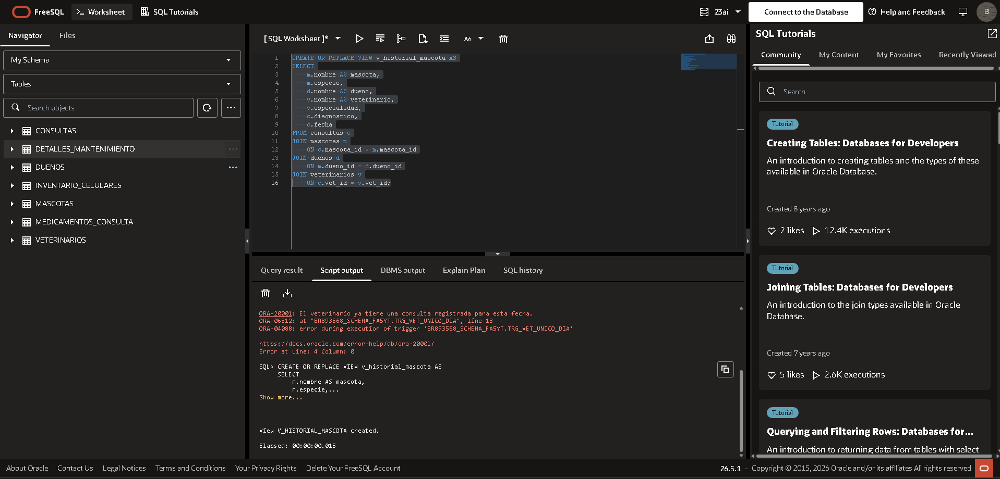 FreeSQL
>_ Worksheet
SQL Tutorials
23ai
Connect to the Database
Help and Feedback
B
Navigator
Files
My Schema
Tables
Search objects
CONSULTAS
DETALLES_MANTENIMIENTO
DUENOS
INVENTARIO_CELULARES
MASCOTAS
MEDICAMENTOS_CONSULTA
VETERINARIOS
[SQL Worksheet]*
Aa
1 CREATE OR REPLACE VIEW v_historial_mascota AS
2 SELECT
3     m.nombre AS mascota,
4     m.especie,
5     d.nombre AS dueno,
6     v.nombre AS veterinario,
7     v.especialidad,
8     c.diagnostico,
9     c.fecha
10 FROM consultas c
11 JOIN mascotas m
12     ON c.mascota_id = m.mascota_id
13 JOIN duenos d
14     ON m.dueno_id = d.dueno_id
15 JOIN veterinarios v
16     ON c.vet_id = v.vet_id;
Query result
Script output
DBMS output
Explain Plan
SQL history
ORA-20001: El veterinario ya tiene una consulta registrada para esta fecha.
ORA-06512: at "BR893568_SCHEMA_FA5YT.TRG_VET_UNICO_DIA", line 13
ORA-04088: error during execution of trigger 'BR893568_SCHEMA_FA5YT.TRG_VET_UNICO_DIA'
https://docs.oracle.com/error-help/db/ora-20001/
Error at Line: 4 Column: 0
SQL> CREATE OR REPLACE VIEW v_historial_mascota AS
SELECT
m.nombre AS mascota,
m.especie,...
Show more...
View V_HISTORIAL_MASCOTA created.
Elapsed: 00:00:00.015
SQL Tutorials
Community
My Content
My Favorites
Recently Viewed
Search
Tutorial
Creating Tables: Databases for Developers
An introduction to creating tables and the types of these
available in Oracle Database.
Created 8 years ago
2 likes
12.4K executions
Tutorial
Joining Tables: Databases for Developers
An introduction to the join types available in Oracle
Database.
Created 7 years ago
5 likes
2.6K executions
Tutorial
Querying and Filtering Rows: Databases for...
An introduction to returning data from tables with select
About Oracle
Contact Us
Legal Notices
Terms and Conditions
Your Privacy Rights
Delete Your FreeSQL Account
26.5.1 - Copyright © 2015, 2026 Oracle and/or its affiliates All rights reserved